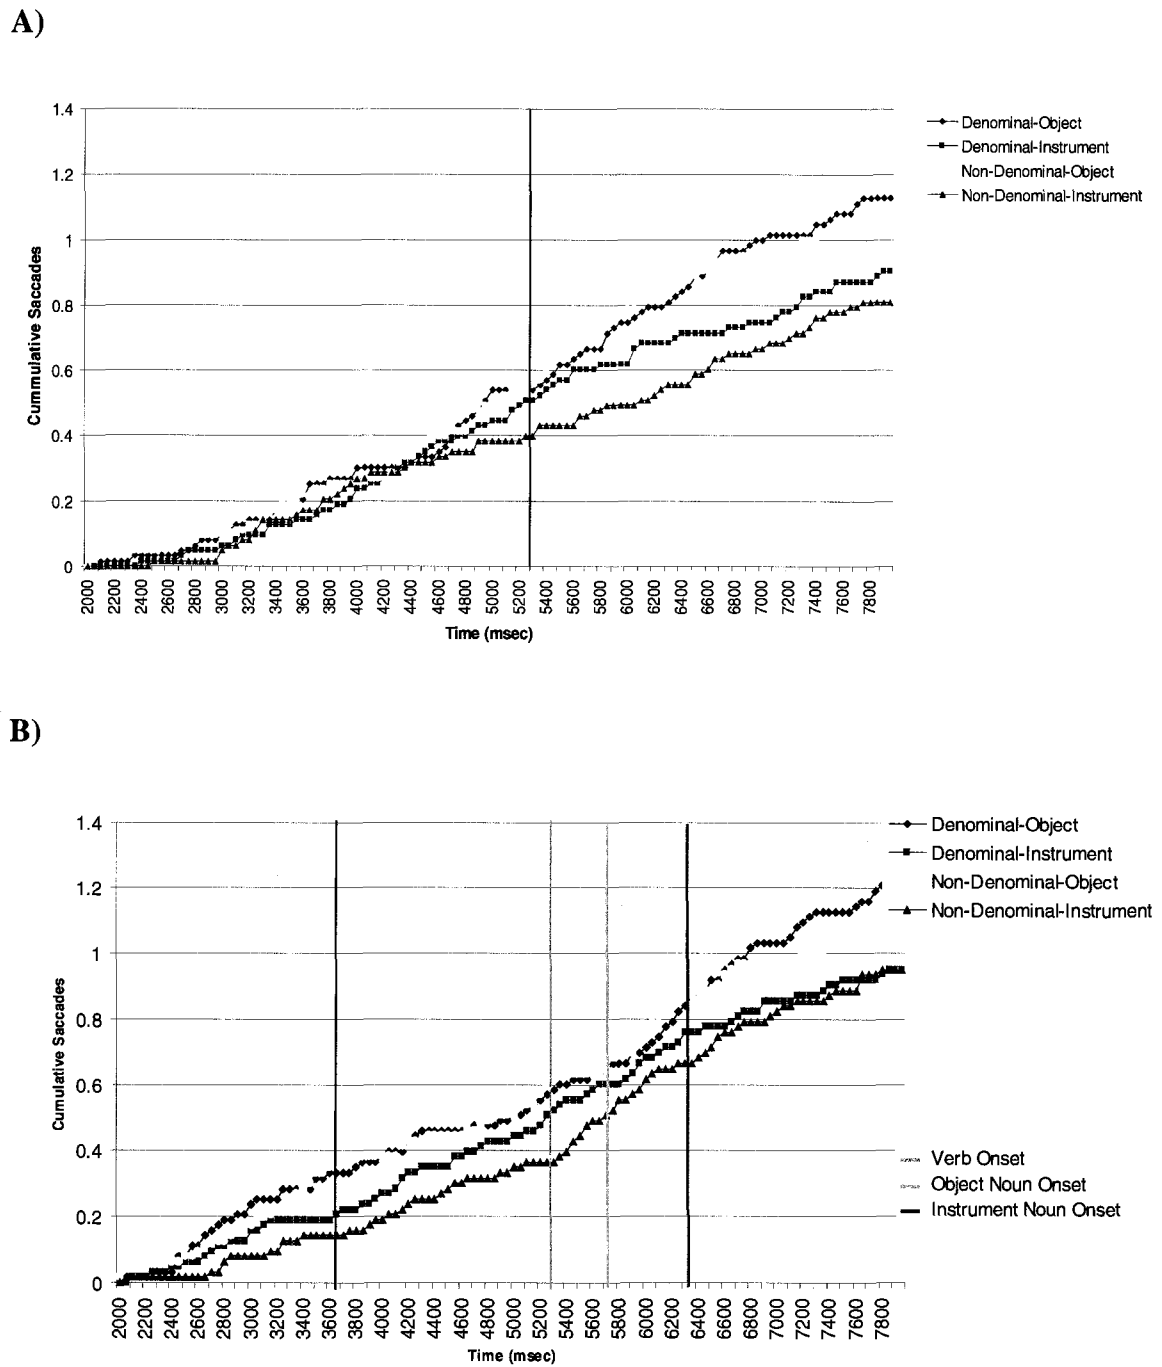 A)
1.4
1.2
1
0.8
0.6
0.4
0.2
0
Cummulative Saccades
2000 2200 2400 2600 2800 3000 3200 3400 3600 3800 4000 4200 4400 4600 4800 5000 5200 5400 5600 5800 6000 6200 6400 6600 6800 7000 7200 7400 7600 7800
Time (msec)
Denominal-Object
Denominal-Instrument
Non-Denominal-Object
Non-Denominal-Instrument
B)
1.4
1.2
1
0.8
0.6
0.4
0.2
0
Cumulative Saccades
2000 2200 2400 2600 2800 3000 3200 3400 3600 3800 4000 4200 4400 4600 4800 5000 5200 5400 5600 5800 6000 6200 6400 6600 6800 7000 7200 7400 7600 7800
Time (msec)
Denominal-Object
Denominal-Instrument
Non-Denominal-Object
Non-Denominal-Instrument
Verb Onset
Object Noun Onset
Instrument Noun Onset